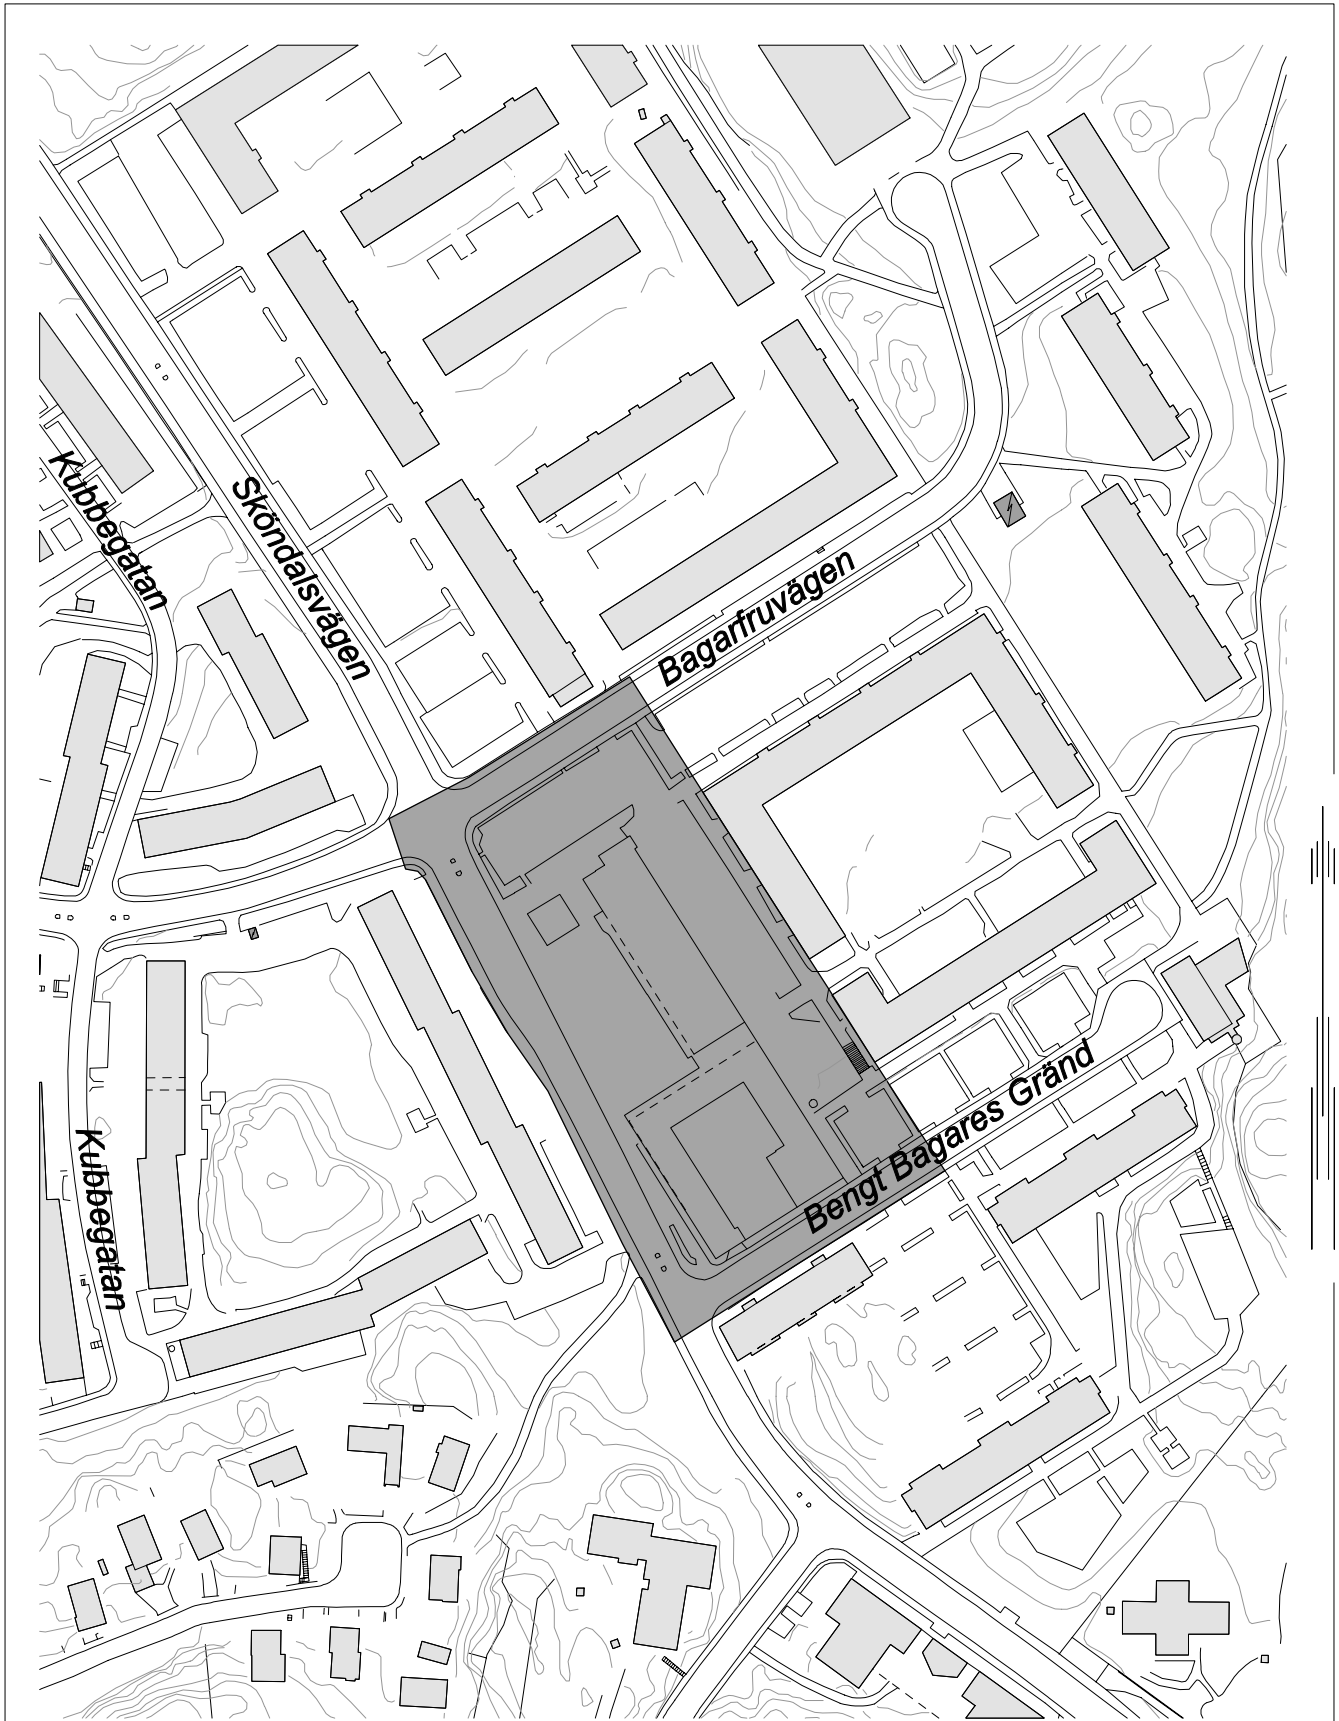 Kubbegatan
Sköndalsvägen
Bagarfruvägen
Bengt Bagares Gränd
Kubbegatan